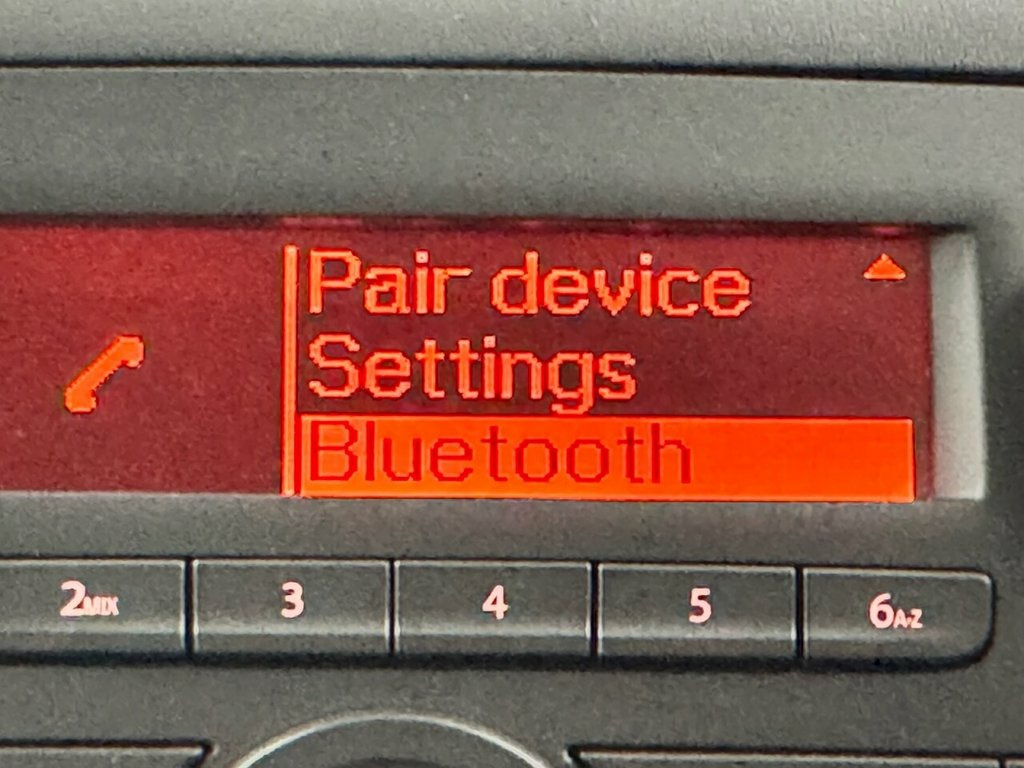 Pair device
Settings
Bluetooth
2MIX 3 4 5 6A-Z